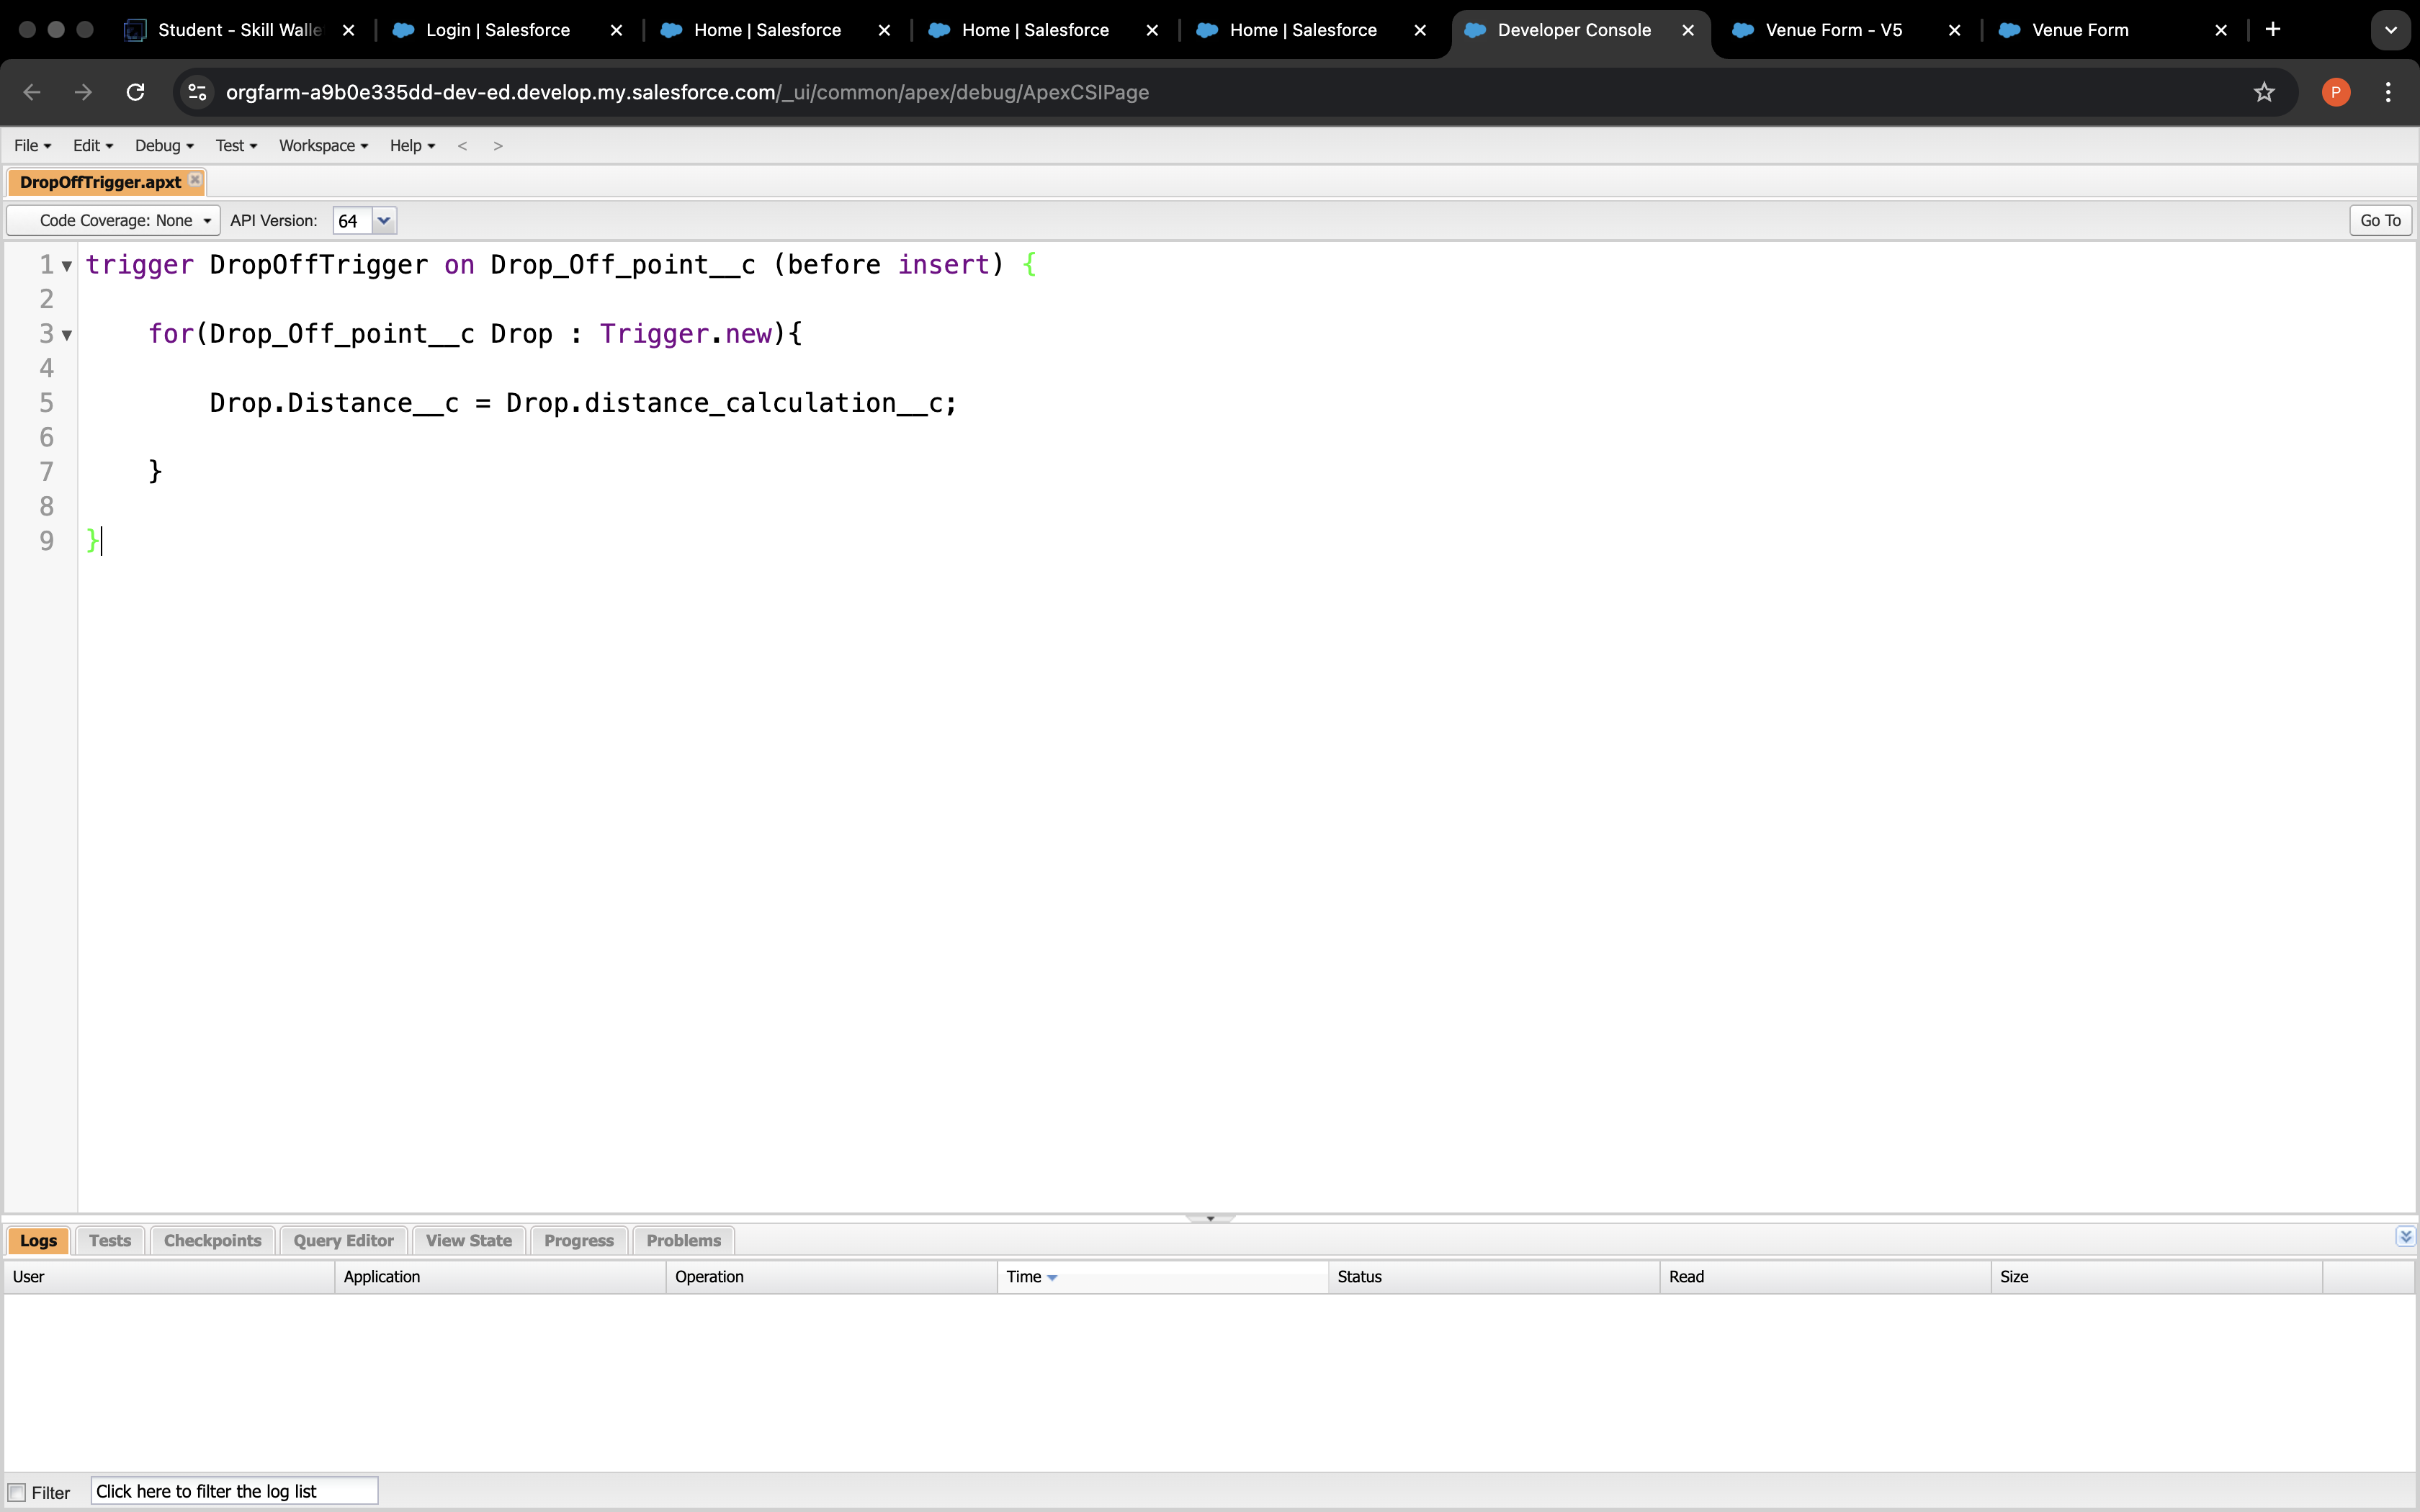 Student - Skill Walle
Login | Salesforce
Home | Salesforce
Home | Salesforce
Home | Salesforce
Developer Console
Venue Form - V5
Venue Form
orgfarm-a9b0e335dd-dev-ed.develop.my.salesforce.com/_ui/common/apex/debug/ApexCSIPage
P
File Edit Debug Test Workspace Help < >
DropOffTrigger.apxt
Code Coverage: None API Version: 64 Go To
1 trigger DropOffTrigger on Drop_Off_point__c (before insert) {
2
3 for(Drop_Off_point__c Drop : Trigger.new){
4
5 Drop.Distance__c = Drop.distance_calculation__c;
6
7 }
8
9 }
Logs Tests Checkpoints Query Editor View State Progress Problems
User Application Operation Time Status Read Size
Filter Click here to filter the log list